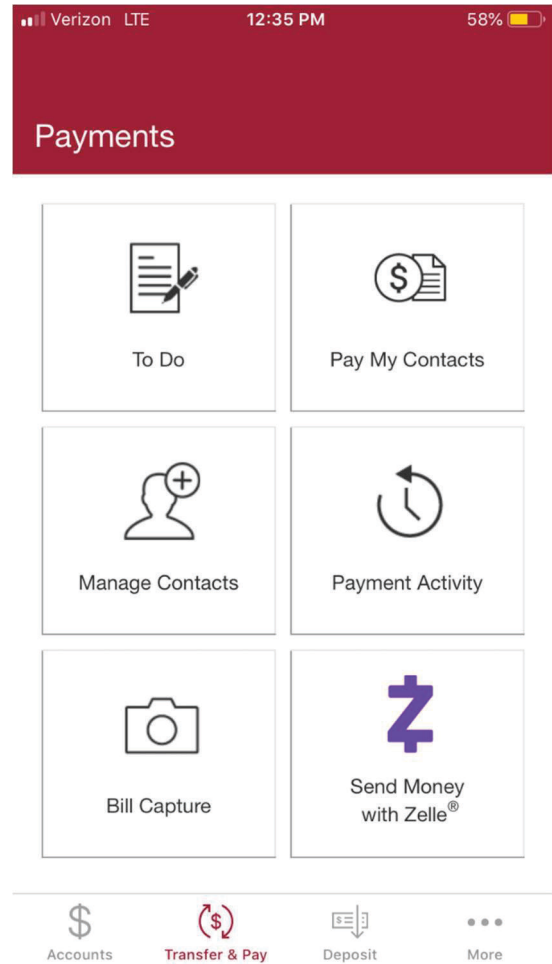 Verizon LTE 12:35 PM 58%
Payments
To Do
Pay My Contacts
Manage Contacts
Payment Activity
Bill Capture
Send Money
with Zelle®
Accounts
Transfer & Pay
Deposit
More